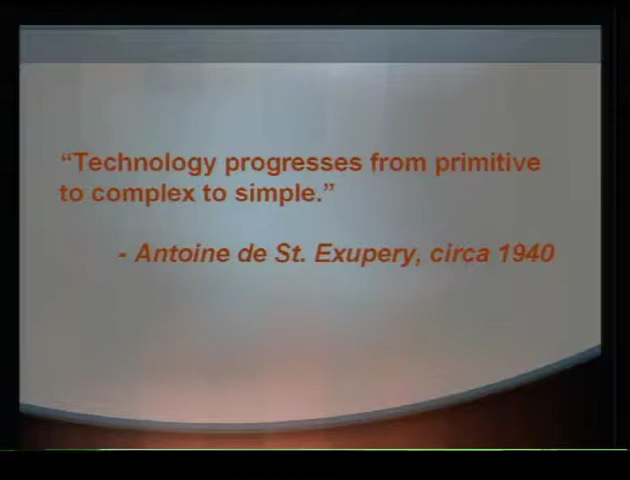 “Technology progresses from primitive
to complex to simple.”
- Antoine de St. Exupery, circa 1940